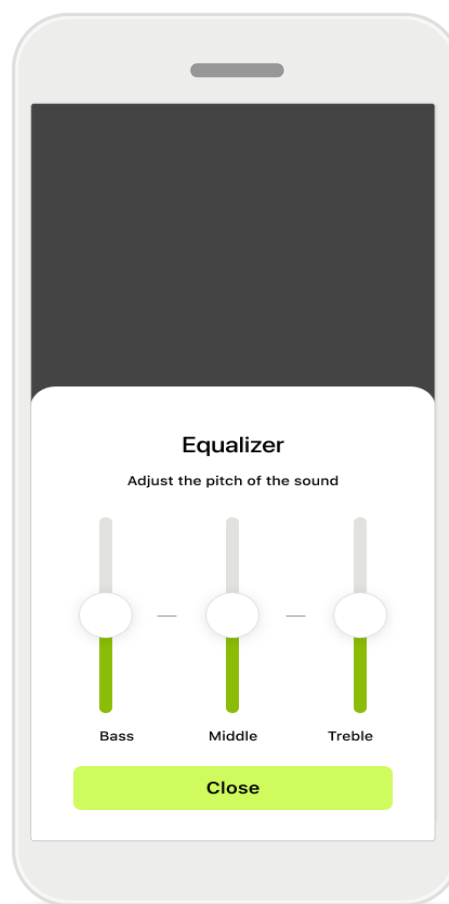 Equalizer
Adjust the pitch of the sound
Bass Middle Treble
Close